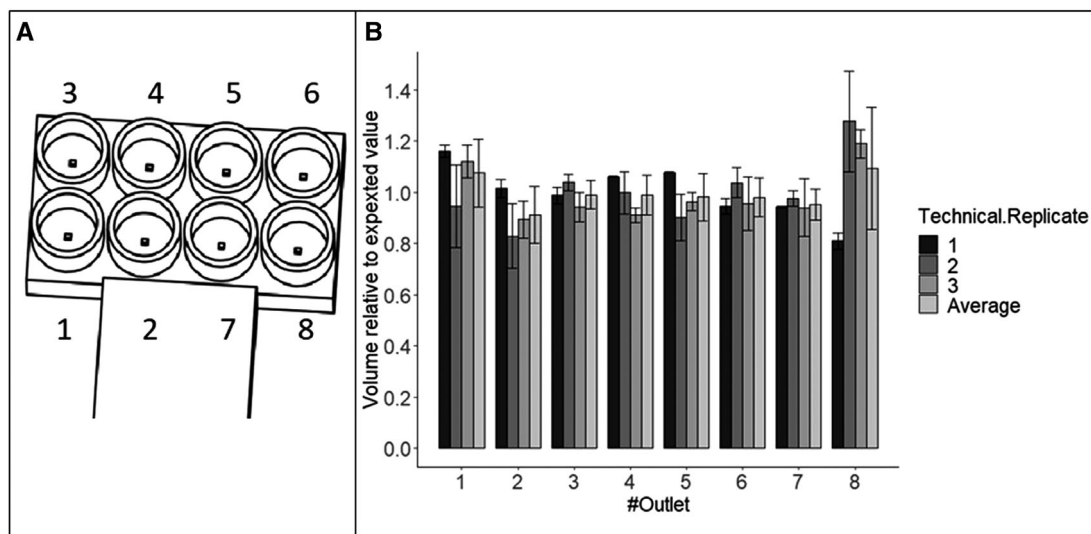 A
3 4 5 6
1 2 7 8
B
Volume relative to expexted value
1.4
1.2
1.0
0.8
0.6
0.4
0.2
0.0
1 2 3 4 5 6 7 8
#Outlet
Technical.Replicate
1
2
3
Average